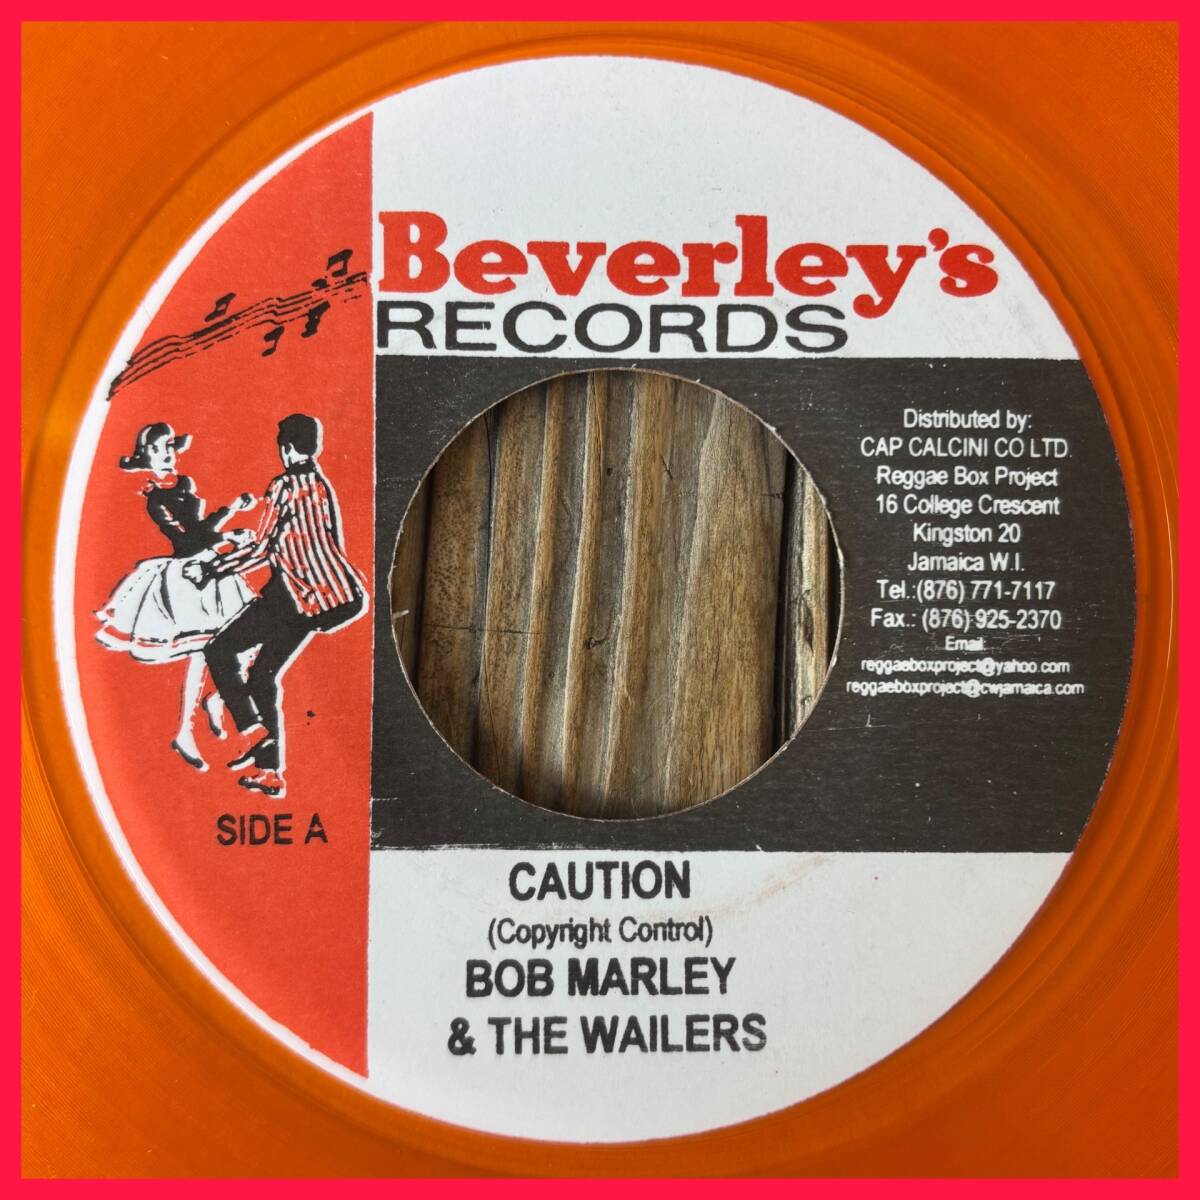 Beverley's
RECORDS
Distributed by:
CAP CALCINI CO LTD.
Reggae Box Project
16 College Crescent
Kingston 20
Jamaica W.I.
Tel.:(876) 771-7117
Fax.: (876) 925-2370
Email:
reggaeboxproject@yahoo.com
reggaeboxproject@cwjamaica.com
SIDE A
CAUTION
(Copyright Control)
BOB MARLEY
& THE WAILERS